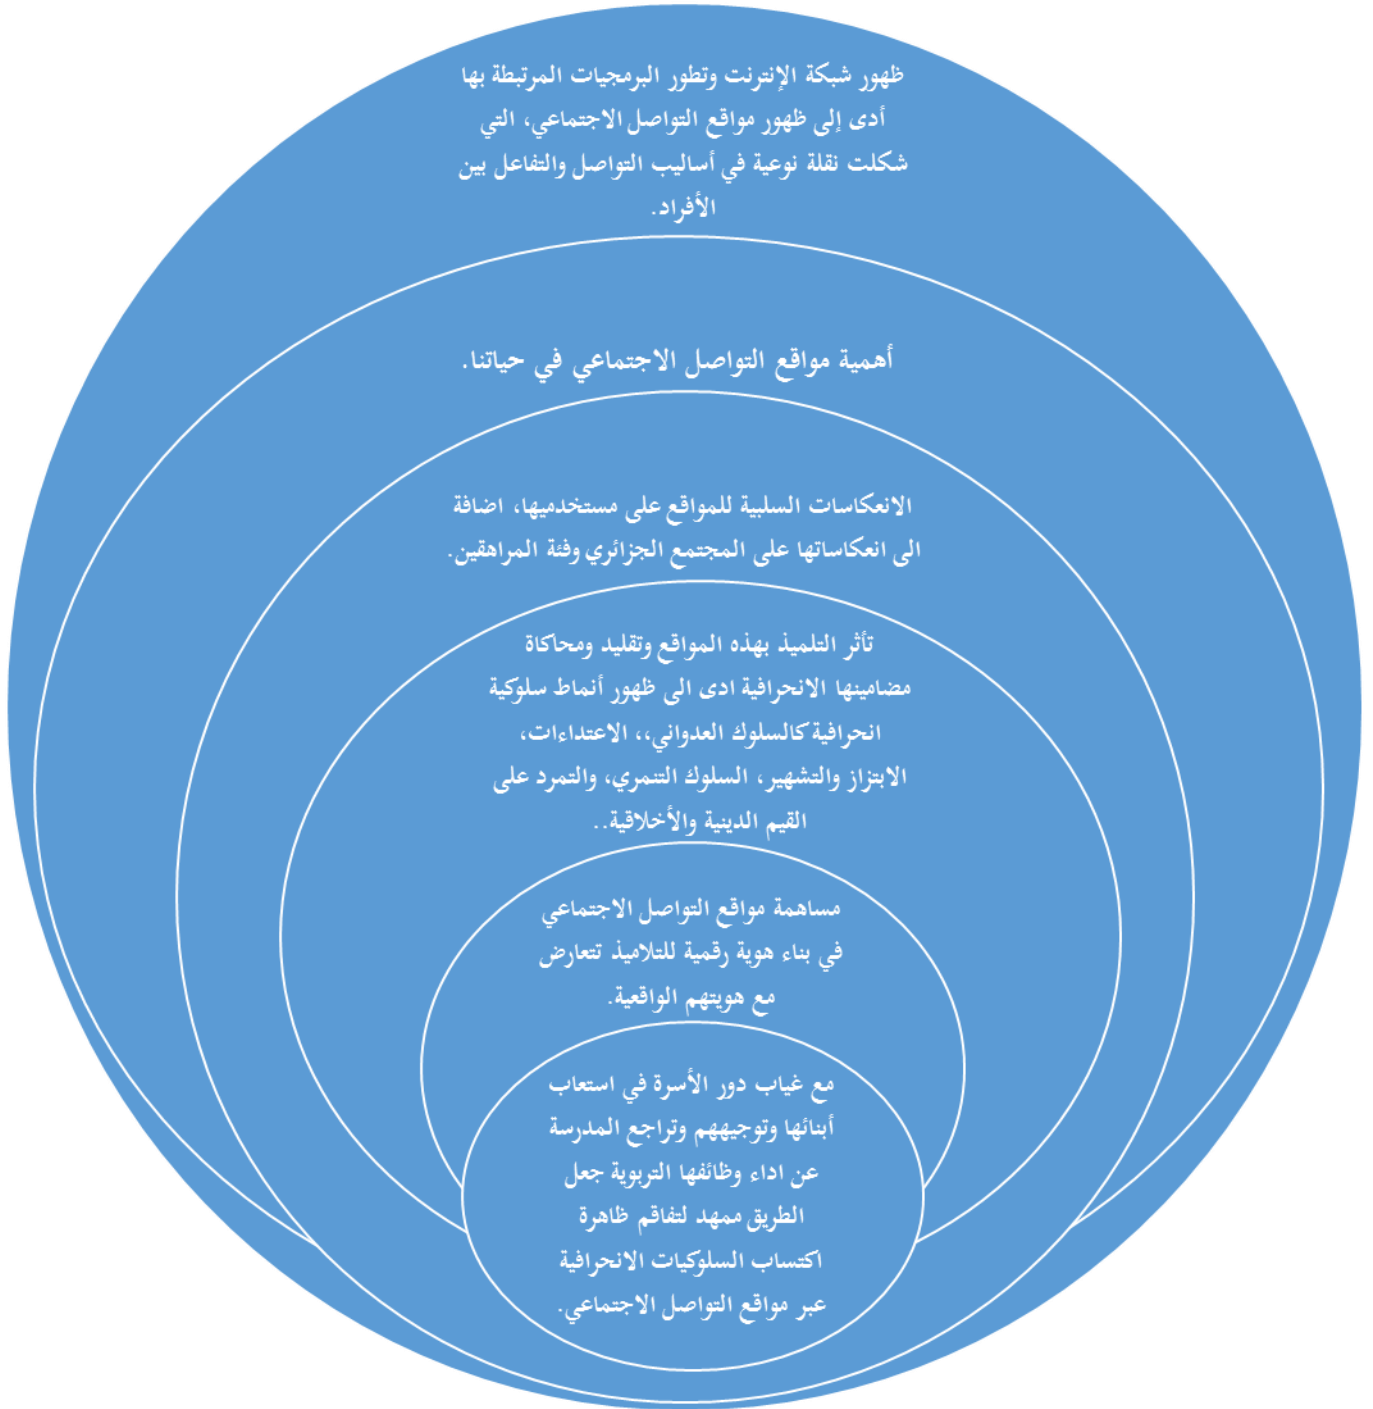 ظهور شبكة الإنترنت وتطور البرمجيات المرتبطة بها
أدى إلى ظهور مواقع التواصل الاجتماعي، التي
شكلت نقلة نوعية في أساليب التواصل والتفاعل بين
الأفراد.
أهمية مواقع التواصل الاجتماعي في حياتنا.
الانعكاسات السلبية للمواقع على مستخدميها، اضافة
الى انعكاساتها على المجتمع الجزائري وفئة المراهقين.
تأثر التلميذ بهذه المواقع وتقليد ومحاكاة
مضامينها الانحرافية ادى الى ظهور أنماط سلوكية
انحرافية كالسلوك العدواني،، الاعتداءات،
الابتزاز والتشهير، السلوك التنمري، والتمرد على
القيم الدينية والأخلاقية..
مساهمة مواقع التواصل الاجتماعي
في بناء هوية رقمية للتلاميذ تتعارض
مع هويتهم الواقعية.
مع غياب دور الأسرة في استعاب
أبنائها وتوجيههم وتراجع المدرسة
عن اداء وظائفها التربوية جعل
الطريق ممهد لتفاقم ظاهرة
اكتساب السلوكيات الانحرافية
عبر مواقع التواصل الاجتماعي.